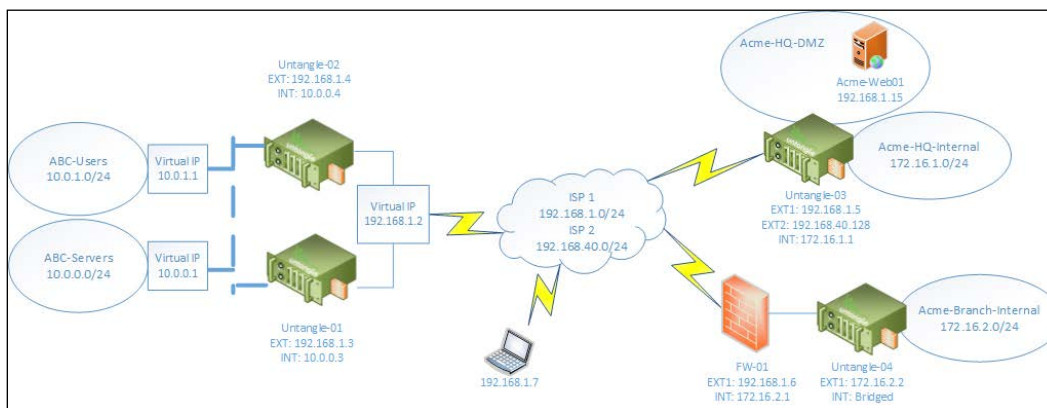 Untangle-02
EXT: 192.168.1.4
INT: 10.0.0.4
ABC-Users
10.0.1.0/24
Virtual IP
10.0.1.1
ABC-Servers
10.0.0.0/24
Virtual IP
10.0.0.1
Untangle-01
EXT: 192.168.1.3
INT: 10.0.0.3
Virtual IP
192.168.1.2
ISP 1
192.168.1.0/24
ISP 2
192.168.40.0/24
192.168.1.7
Acme-HQ-DMZ
Acme-Web01
192.168.1.15
Acme-HQ-Internal
172.16.1.0/24
Untangle-03
EXT1: 192.168.1.5
EXT2: 192.168.40.128
INT: 172.16.1.1
FW-01
EXT1: 192.168.1.6
INT: 172.16.2.1
Untangle-04
EXT1: 172.16.2.2
INT: Bridged
Acme-Branch-Internal
172.16.2.0/24